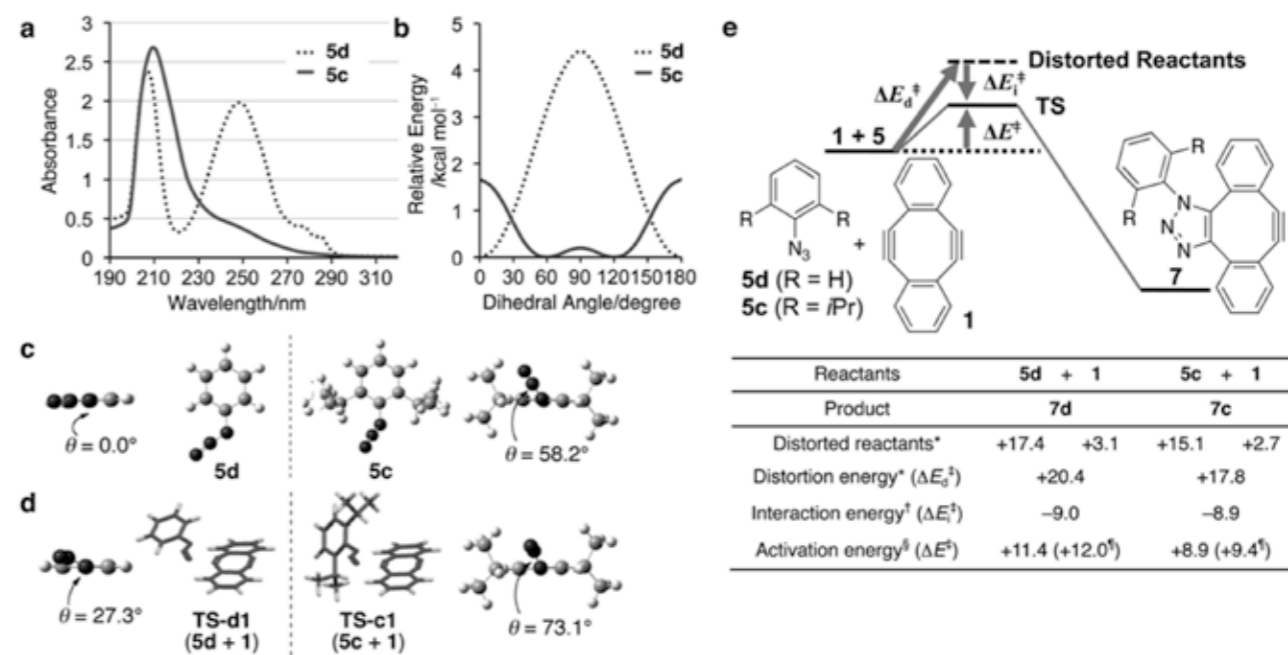 a
3
2.5
2
1.5
1
0.5
0
Absorbance
190 210 230 250 270 290 310
Wavelength/nm
5d
5c
b
5
4
3
2
1
0
Relative Energy
/kcal mol⁻¹
0 30 60 90 120 150 180
Dihedral Angle/degree
5d
5c
c
θ = 0.0°
5d
5c
θ = 58.2°
d
θ = 27.3°
TS-d1
(5d + 1)
TS-c1
(5c + 1)
θ = 73.1°
e
Distorted Reactants
ΔE_d‡
ΔE_i‡
TS
ΔE‡
1 + 5
R R
N₃
+
5d (R = H)
5c (R = iPr)
1
R
R
N
N
N
7
Reactants 5d + 1 5c + 1
Product 7d 7c
Distorted reactants* +17.4 +3.1 +15.1 +2.7
Distortion energy* (ΔE_d‡) +20.4 +17.8
Interaction energy† (ΔE_i‡) −9.0 −8.9
Activation energy§ (ΔE‡) +11.4 (+12.0¶) +8.9 (+9.4¶)